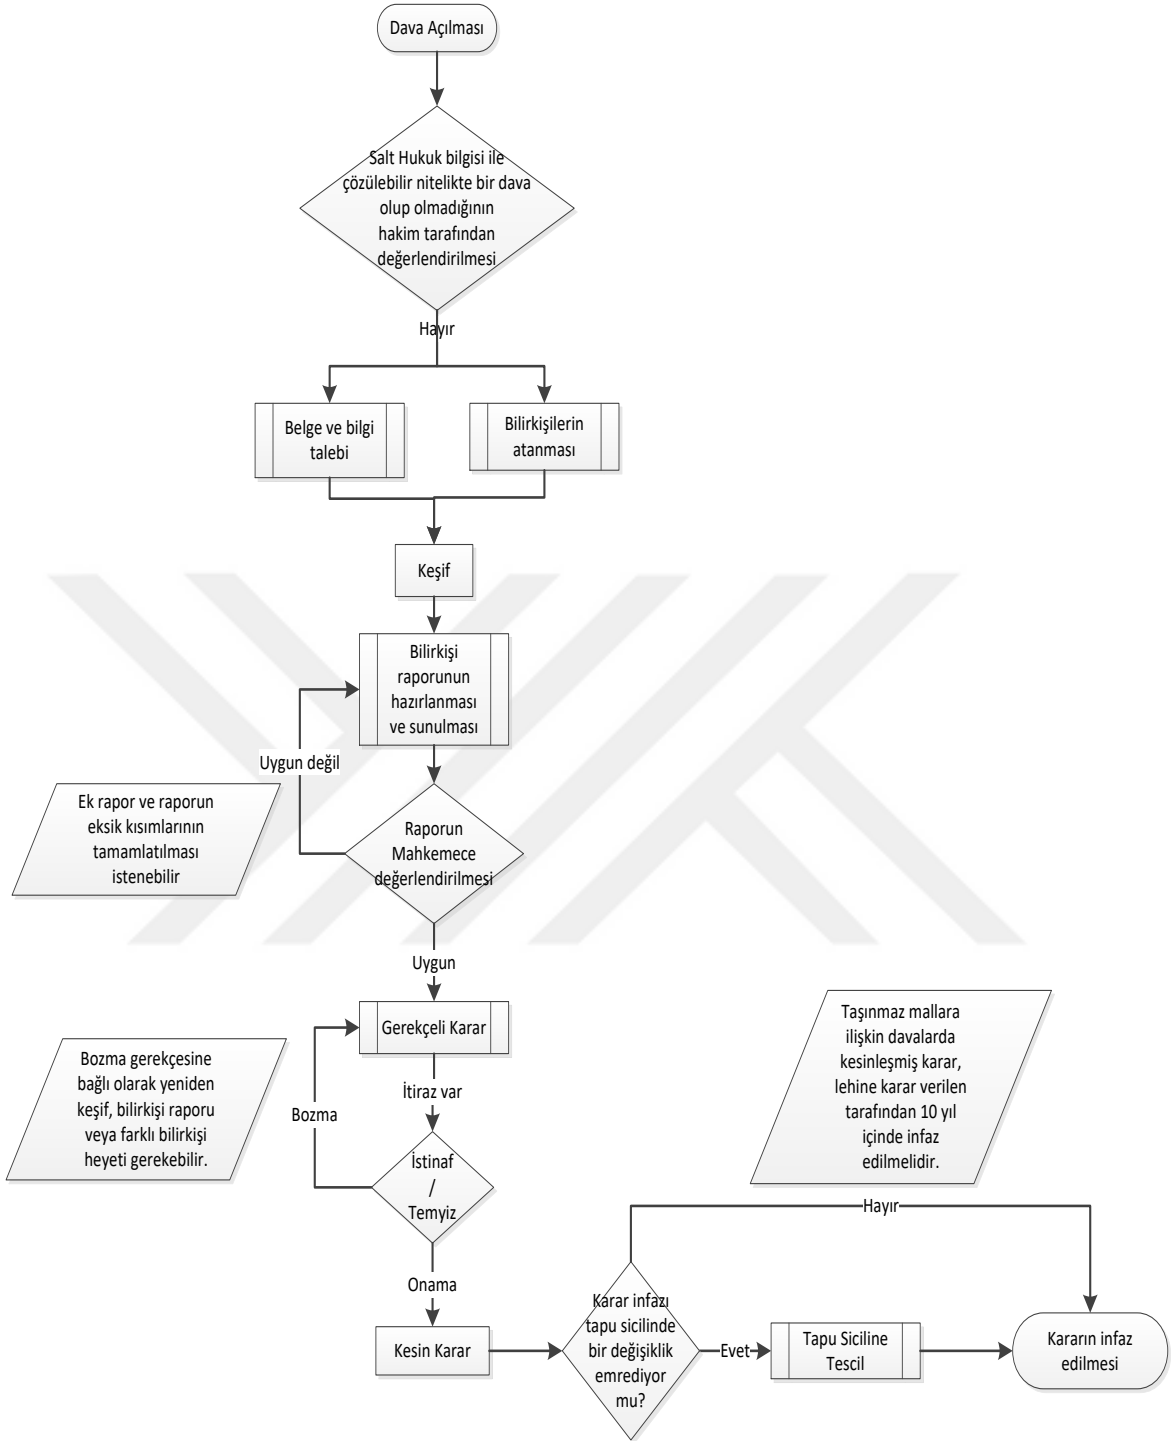 Dava Açılması
Salt Hukuk bilgisi ile
çözülebilir nitelikte bir dava
olup olmadığının
hakim tarafından
değerlendirilmesi
Hayır
Belge ve bilgi
talebi
Bilirkişilerin
atanması
Keşif
Bilirkişi
raporunun
hazırlanması
ve sunulması
Uygun değil
Ek rapor ve raporun
eksik kısımlarının
tamamlatılması
istenebilir
Raporun
Mahkemece
değerlendirilmesi
Uygun
Gerekçeli Karar
Bozma gerekçesine
bağlı olarak yeniden
keşif, bilirkişi raporu
veya farklı bilirkişi
heyeti gerekebilir.
Bozma
İtiraz var
İstinaf
/
Temyiz
Taşınmaz mallara
ilişkin davalarda
kesinleşmiş karar,
lehine karar verilen
tarafından 10 yıl
içinde infaz
edilmelidir.
Hayır
Onama
Kesin Karar
Karar infazı
tapu sicilinde
bir değişiklik
emrediyor
mu?
Evet
Tapu Siciline
Tescil
Kararın infaz
edilmesi